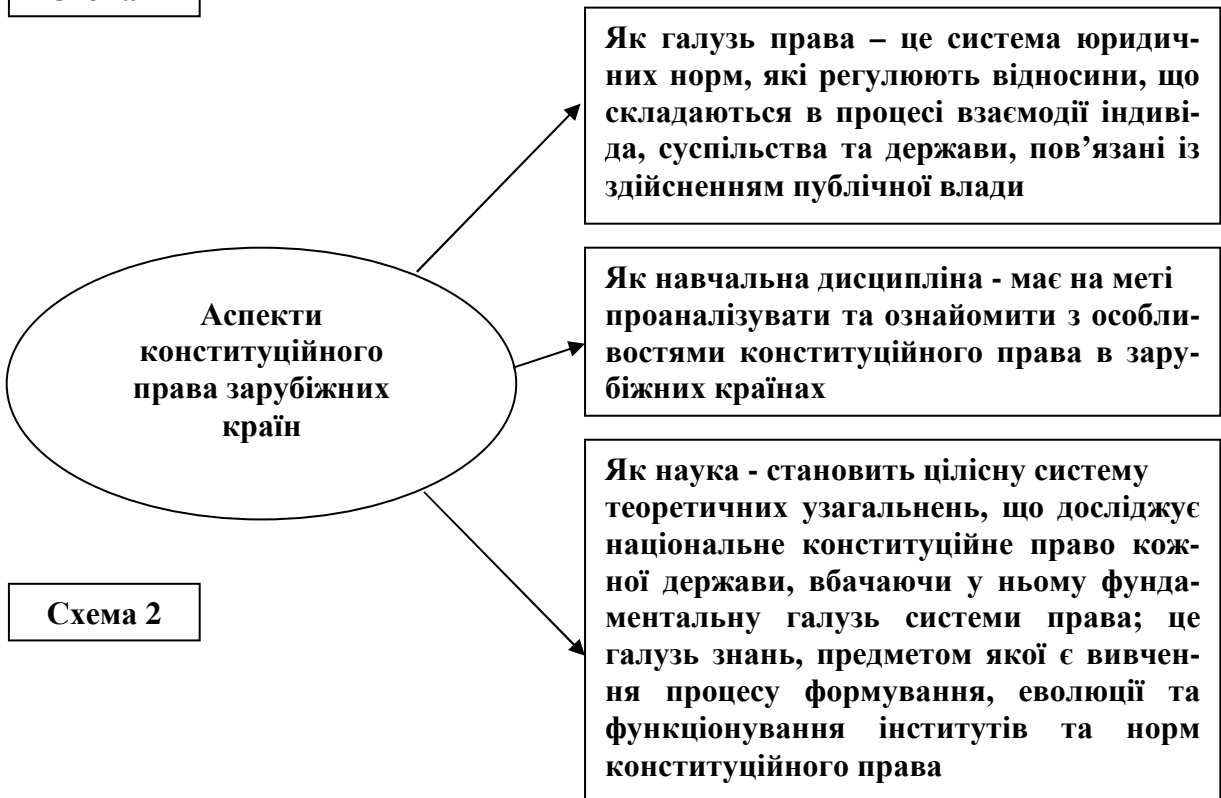 Як галузь права – це система юридич-
них норм, які регулюють відносини, що
складаються в процесі взаємодії індиві-
да, суспільства та держави, пов’язані із
здійсненням публічної влади
Аспекти
конституційного
права зарубіжних
країн
Як навчальна дисципліна - має на меті
проаналізувати та ознайомити з особли-
востями конституційного права в зару-
біжних країнах
Як наука - становить цілісну систему
теоретичних узагальнень, що досліджує
національне конституційне право кож-
ної держави, вбачаючи у ньому фунда-
ментальну галузь системи права; це
галузь знань, предметом якої є вивчен-
ня процесу формування, еволюції та
функціонування інститутів та норм
конституційного права
Схема 2